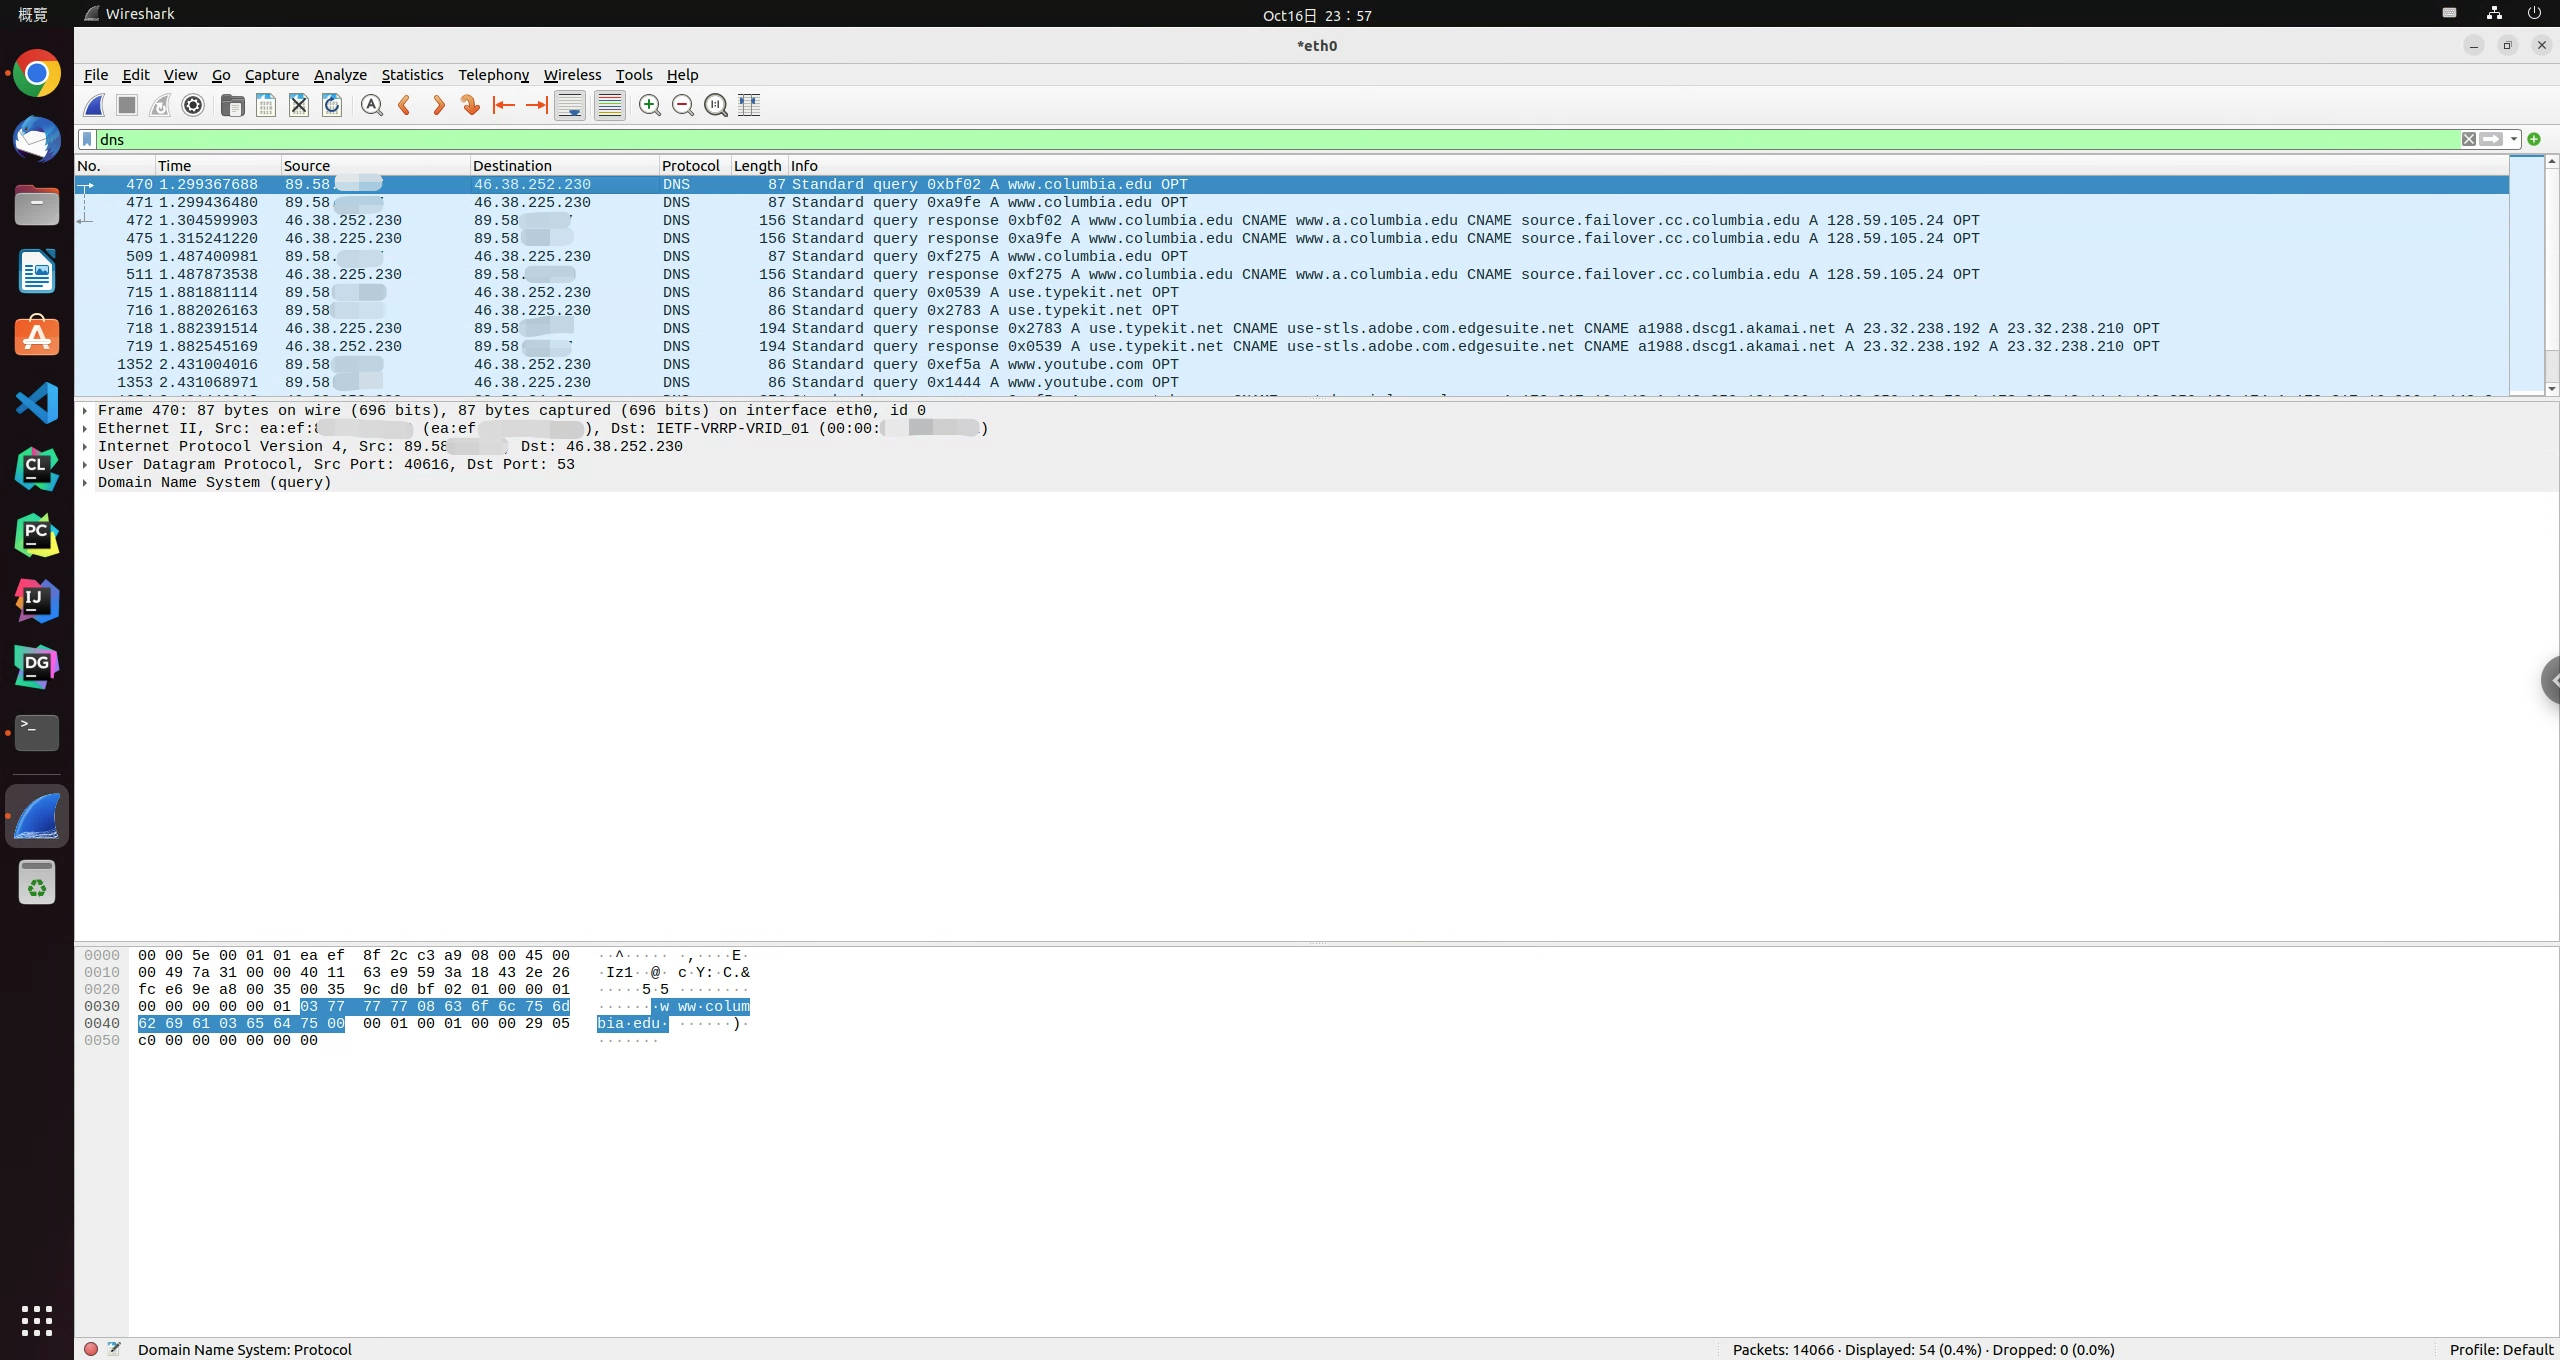 概覽 Wireshark Oct16日 23：57
*eth0
File Edit View Go Capture Analyze Statistics Telephony Wireless Tools Help
dns
No. Time Source Destination Protocol Length Info
470 1.299367688 89.58. 46.38.252.230 DNS 87 Standard query 0xbf02 A www.columbia.edu OPT
471 1.299436480 89.58. 46.38.225.230 DNS 87 Standard query 0xa9fe A www.columbia.edu OPT
472 1.304599903 46.38.252.230 89.58 DNS 156 Standard query response 0xbf02 A www.columbia.edu CNAME www.a.columbia.edu CNAME source.failover.cc.columbia.edu A 128.59.105.24 OPT
475 1.315241220 46.38.225.230 89.58 DNS 156 Standard query response 0xa9fe A www.columbia.edu CNAME www.a.columbia.edu CNAME source.failover.cc.columbia.edu A 128.59.105.24 OPT
509 1.487400981 89.58. 46.38.225.230 DNS 87 Standard query 0xf275 A www.columbia.edu OPT
511 1.487873538 46.38.225.230 89.58. DNS 156 Standard query response 0xf275 A www.columbia.edu CNAME www.a.columbia.edu CNAME source.failover.cc.columbia.edu A 128.59.105.24 OPT
715 1.881881114 89.58 46.38.252.230 DNS 86 Standard query 0x0539 A use.typekit.net OPT
716 1.882026163 89.58 46.38.225.230 DNS 86 Standard query 0x2783 A use.typekit.net OPT
718 1.882391514 46.38.225.230 89.58 DNS 194 Standard query response 0x2783 A use.typekit.net CNAME use-stls.adobe.com.edgesuite.net CNAME a1988.dscg1.akamai.net A 23.32.238.192 A 23.32.238.210 OPT
719 1.882545169 46.38.252.230 89.58 DNS 194 Standard query response 0x0539 A use.typekit.net CNAME use-stls.adobe.com.edgesuite.net CNAME a1988.dscg1.akamai.net A 23.32.238.192 A 23.32.238.210 OPT
1352 2.431004016 89.58 46.38.252.230 DNS 86 Standard query 0xef5a A www.youtube.com OPT
1353 2.431068971 89.58 46.38.225.230 DNS 86 Standard query 0x1444 A www.youtube.com OPT
Frame 470: 87 bytes on wire (696 bits), 87 bytes captured (696 bits) on interface eth0, id 0
Ethernet II, Src: ea:ef: (ea:ef ), Dst: IETF-VRRP-VRID_01 (00:00: )
Internet Protocol Version 4, Src: 89.58 Dst: 46.38.252.230
User Datagram Protocol, Src Port: 40616, Dst Port: 53
Domain Name System (query)
0000 00 00 5e 00 01 01 ea ef 8f 2c c3 a9 08 00 45 00 ··^····· ·,····E·
0010 00 49 7a 31 00 00 40 11 63 e9 59 3a 18 43 2e 26 ·Iz1··@· c·Y:·C.&
0020 fc e6 9e a8 00 35 00 35 9c d0 bf 02 01 00 00 01 ·····5·5 ········
0030 00 00 00 00 00 01 03 77 77 77 08 63 6f 6c 75 6d ·······w ww·colum
0040 62 69 61 03 65 64 75 00 00 01 00 01 00 00 29 05 bia·edu· ······)·
0050 c0 00 00 00 00 00 00 ·······
Domain Name System: Protocol Packets: 14066 · Displayed: 54 (0.4%) · Dropped: 0 (0.0%) Profile: Default
CL
PC
IJ
DG